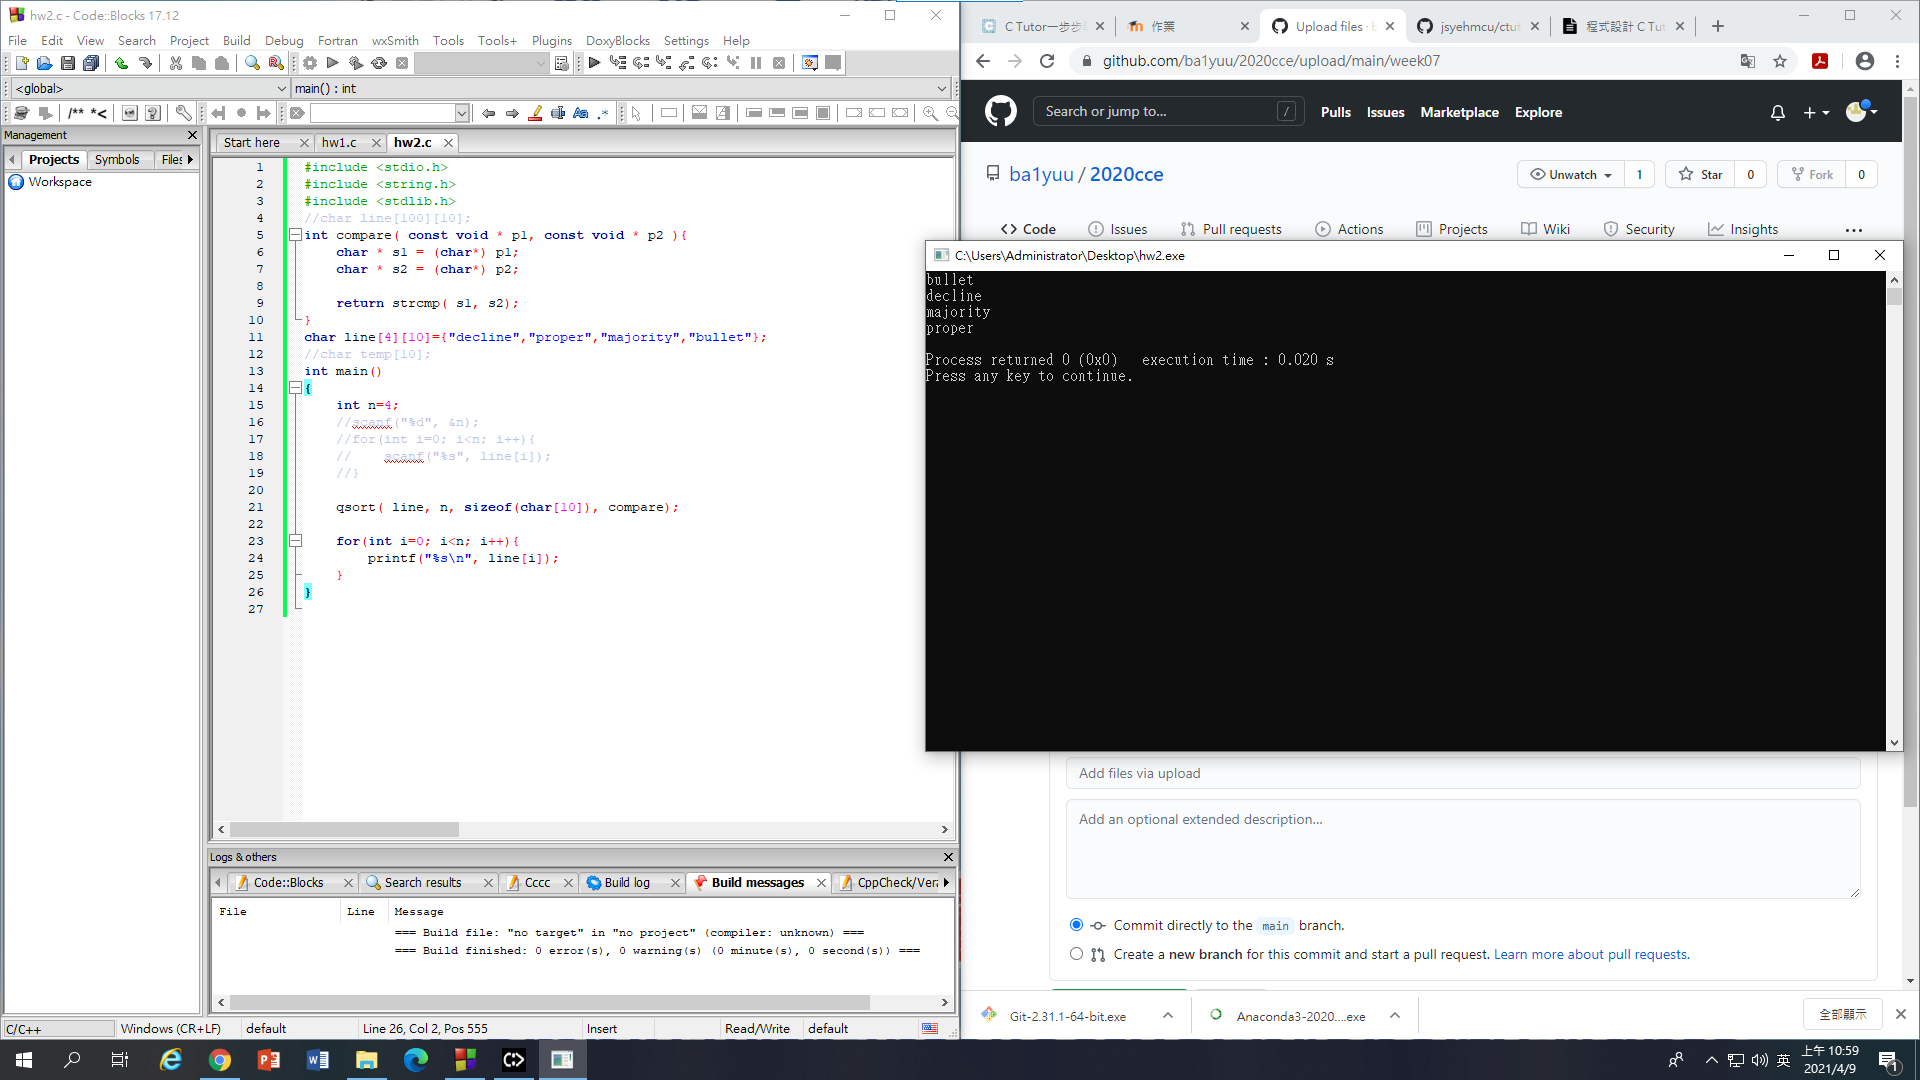 hw2.c - Code::Blocks 17.12
File Edit View Search Project Build Debug Fortran wxSmith Tools Tools+ Plugins DoxyBlocks Settings Help
<global>
main() : int
/** *<
Management
Projects Symbols Files
Workspace
Start here hw1.c hw2.c
1 #include <stdio.h>
2 #include <string.h>
3 #include <stdlib.h>
4 //char line[100][10];
5 int compare( const void * p1, const void * p2 ){
6 char * s1 = (char*) p1;
7 char * s2 = (char*) p2;
8
9 return strcmp( s1, s2);
10 }
11 char line[4][10]={"decline","proper","majority","bullet"};
12 //char temp[10];
13 int main()
14 {
15 int n=4;
16 //scanf("%d", &n);
17 //for(int i=0; i<n; i++){
18 // scanf("%s", line[i]);
19 //}
20
21 qsort( line, n, sizeof(char[10]), compare);
22
23 for(int i=0; i<n; i++){
24 printf("%s\n", line[i]);
25 }
26 }
27
Logs & others
Code::Blocks Search results Cccc Build log Build messages CppCheck/Vera
File Line Message
=== Build file: "no target" in "no project" (compiler: unknown) ===
=== Build finished: 0 error(s), 0 warning(s) (0 minute(s), 0 second(s)) ===
C/C++ Windows (CR+LF) default Line 26, Col 2, Pos 555 Insert Read/Write default
C Tutor一步步 作業 Upload files · b jsyehmcu/ctut 程式設計 C Tut
github.com/ba1yuu/2020cce/upload/main/week07
Search or jump to... / Pulls Issues Marketplace Explore
ba1yuu / 2020cce
Unwatch 1 Star 0 Fork 0
Code Issues Pull requests Actions Projects Wiki Security Insights ...
C:\Users\Administrator\Desktop\hw2.exe
bullet
decline
majority
proper
Process returned 0 (0x0) execution time : 0.020 s
Press any key to continue.
Add files via upload
Add an optional extended description...
Commit directly to the main branch.
Create a new branch for this commit and start a pull request. Learn more about pull requests.
Git-2.31.1-64-bit.exe Anaconda3-2020....exe 全部顯示
英 上午 10:59
2021/4/9
1